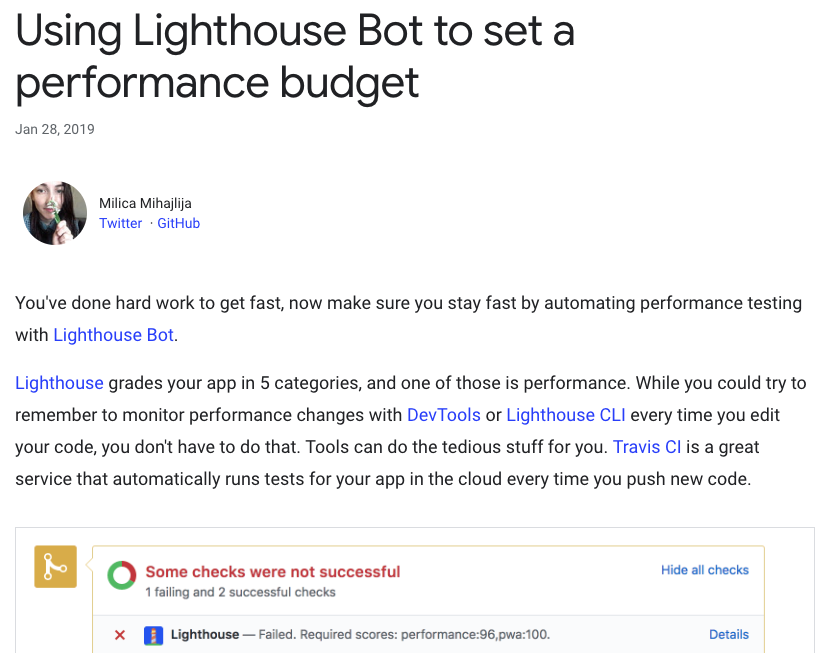 Using Lighthouse Bot to set a
performance budget
Jan 28, 2019
Milica Mihajlija
Twitter · GitHub
You've done hard work to get fast, now make sure you stay fast by automating performance testing
with Lighthouse Bot.
Lighthouse grades your app in 5 categories, and one of those is performance. While you could try to
remember to monitor performance changes with DevTools or Lighthouse CLI every time you edit
your code, you don't have to do that. Tools can do the tedious stuff for you. Travis CI is a great
service that automatically runs tests for your app in the cloud every time you push new code.
Some checks were not successful Hide all checks
1 failing and 2 successful checks
Lighthouse — Failed. Required scores: performance:96,pwa:100. Details